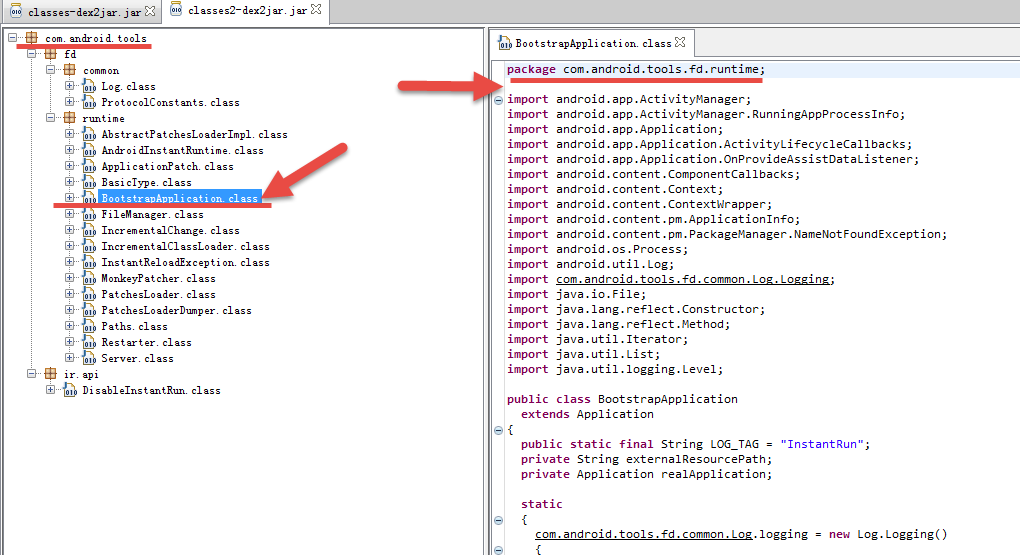 classes-dex2jar.jar
classes2-dex2jar.jar
com.android.tools
fd
common
Log.class
ProtocolConstants.class
runtime
AbstractPatchesLoaderImpl.class
AndroidInstantRuntime.class
ApplicationPatch.class
BasicType.class
BootstrapApplication.class
FileManager.class
IncrementalChange.class
IncrementalClassLoader.class
InstantReloadException.class
MonkeyPatcher.class
PatchesLoader.class
PatchesLoaderDumper.class
Paths.class
Restarter.class
Server.class
ir.api
DisableInstantRun.class
BootstrapApplication.class
package com.android.tools.fd.runtime;
import android.app.ActivityManager;
import android.app.ActivityManager.RunningAppProcessInfo;
import android.app.Application;
import android.app.Application.ActivityLifecycleCallbacks;
import android.app.Application.OnProvideAssistDataListener;
import android.content.ComponentCallbacks;
import android.content.Context;
import android.content.ContextWrapper;
import android.content.pm.ApplicationInfo;
import android.content.pm.PackageManager.NameNotFoundException;
import android.os.Process;
import android.util.Log;
import com.android.tools.fd.common.Log.Logging;
import java.io.File;
import java.lang.reflect.Constructor;
import java.lang.reflect.Method;
import java.util.Iterator;
import java.util.List;
import java.util.logging.Level;
public class BootstrapApplication
extends Application
{
public static final String LOG_TAG = "InstantRun";
private String externalResourcePath;
private Application realApplication;
static
{
com.android.tools.fd.common.Log.logging = new Log.Logging()
{